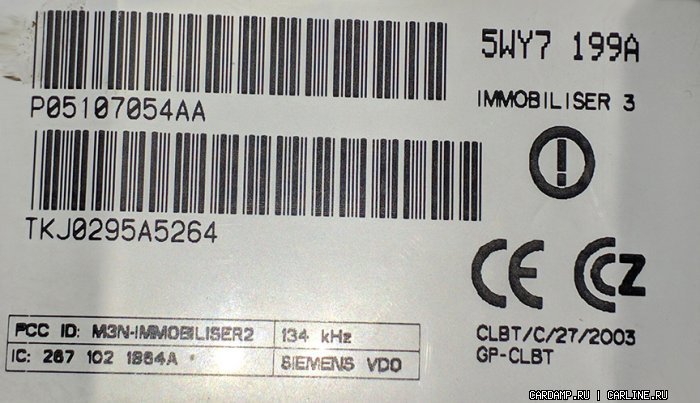 5WY7 199A
P05107054AA
IMMOBILISER 3
TKJ0295A5264
CE CCZ
FCC ID: M3N-IMMOBILISER2
134 kHz
IC: 267 102 1864A
SIEMENS VDO
CLBT/C/27/2003
GP-CLBT
CARDAMP.RU | CARLINE.RU